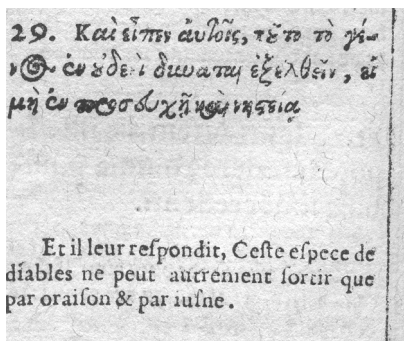 29. Καὶ εἶπεν αὐτοῖς, τοῦτο τὸ γέ-
νος ἐν οὐδενὶ δύναται ἐξελθεῖν, εἰ
μὴ ἐν προσευχῇ καὶ νηστείᾳ
Et il leur reſpondit, Ceſte eſpece de
diables ne peut autrement ſortir que
par oraiſon & par iuſne.